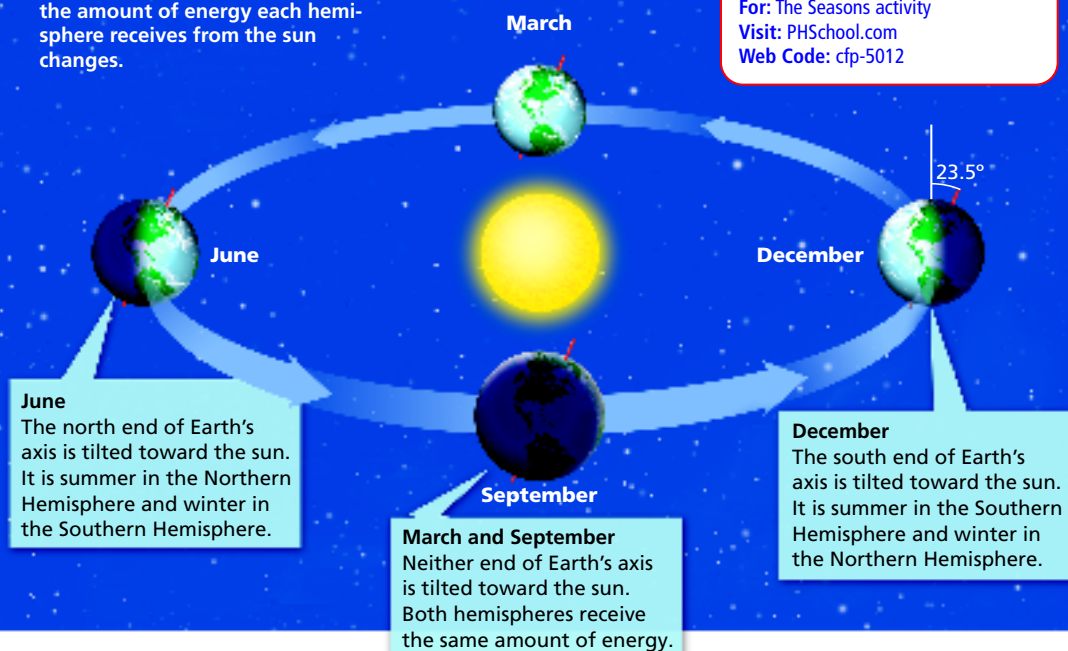 the amount of energy each hemi-
sphere receives from the sun
changes.
For: The Seasons activity
Visit: PHSchool.com
Web Code: cfp-5012
March
23.5°
June
December
September
June
The north end of Earth's
axis is tilted toward the sun.
It is summer in the Northern
Hemisphere and winter in
the Southern Hemisphere.
March and September
Neither end of Earth's axis
is tilted toward the sun.
Both hemispheres receive
the same amount of energy.
December
The south end of Earth's
axis is tilted toward the sun.
It is summer in the Southern
Hemisphere and winter in
the Northern Hemisphere.